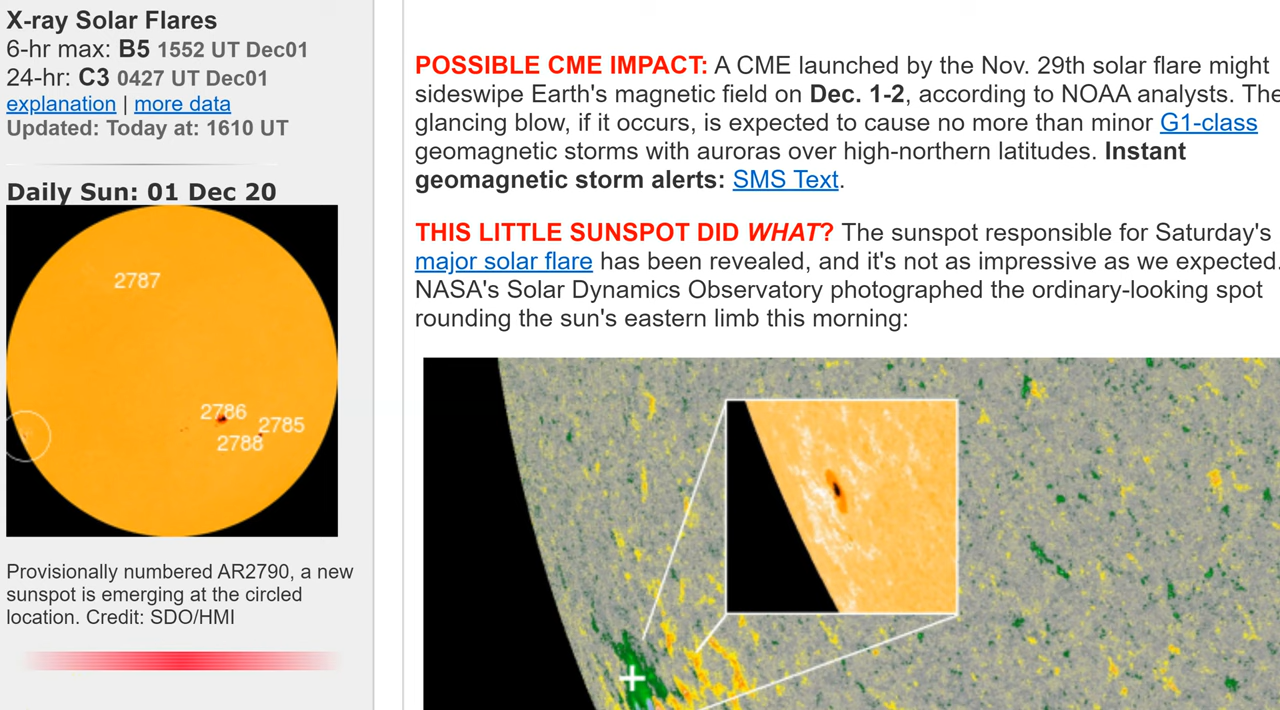 X-ray Solar Flares
6-hr max: B5 1552 UT Dec01
24-hr: C3 0427 UT Dec01
explanation | more data
Updated: Today at: 1610 UT
Daily Sun: 01 Dec 20
2787
2786
2785
2788
Provisionally numbered AR2790, a new
sunspot is emerging at the circled
location. Credit: SDO/HMI
POSSIBLE CME IMPACT: A CME launched by the Nov. 29th solar flare might
sideswipe Earth's magnetic field on Dec. 1-2, according to NOAA analysts. The
glancing blow, if it occurs, is expected to cause no more than minor G1-class
geomagnetic storms with auroras over high-northern latitudes. Instant
geomagnetic storm alerts: SMS Text.
THIS LITTLE SUNSPOT DID WHAT? The sunspot responsible for Saturday's
major solar flare has been revealed, and it's not as impressive as we expected.
NASA's Solar Dynamics Observatory photographed the ordinary-looking spot
rounding the sun's eastern limb this morning: